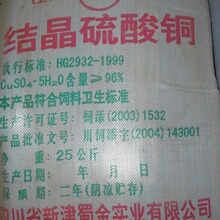 结晶硫酸铜
执行标准:HG2932-1999
CuSO₄·5H₂O含量≥96%
本产品符合饲料卫生标准
生产许可证号:饲添(2003)1532
产品批准文号:川饲添字(2004)143001
净 重:25公斤
生产日期: 年 月 日
保 质 期:二年(阴凉贮存)
四川省新津蜀金实业有限公